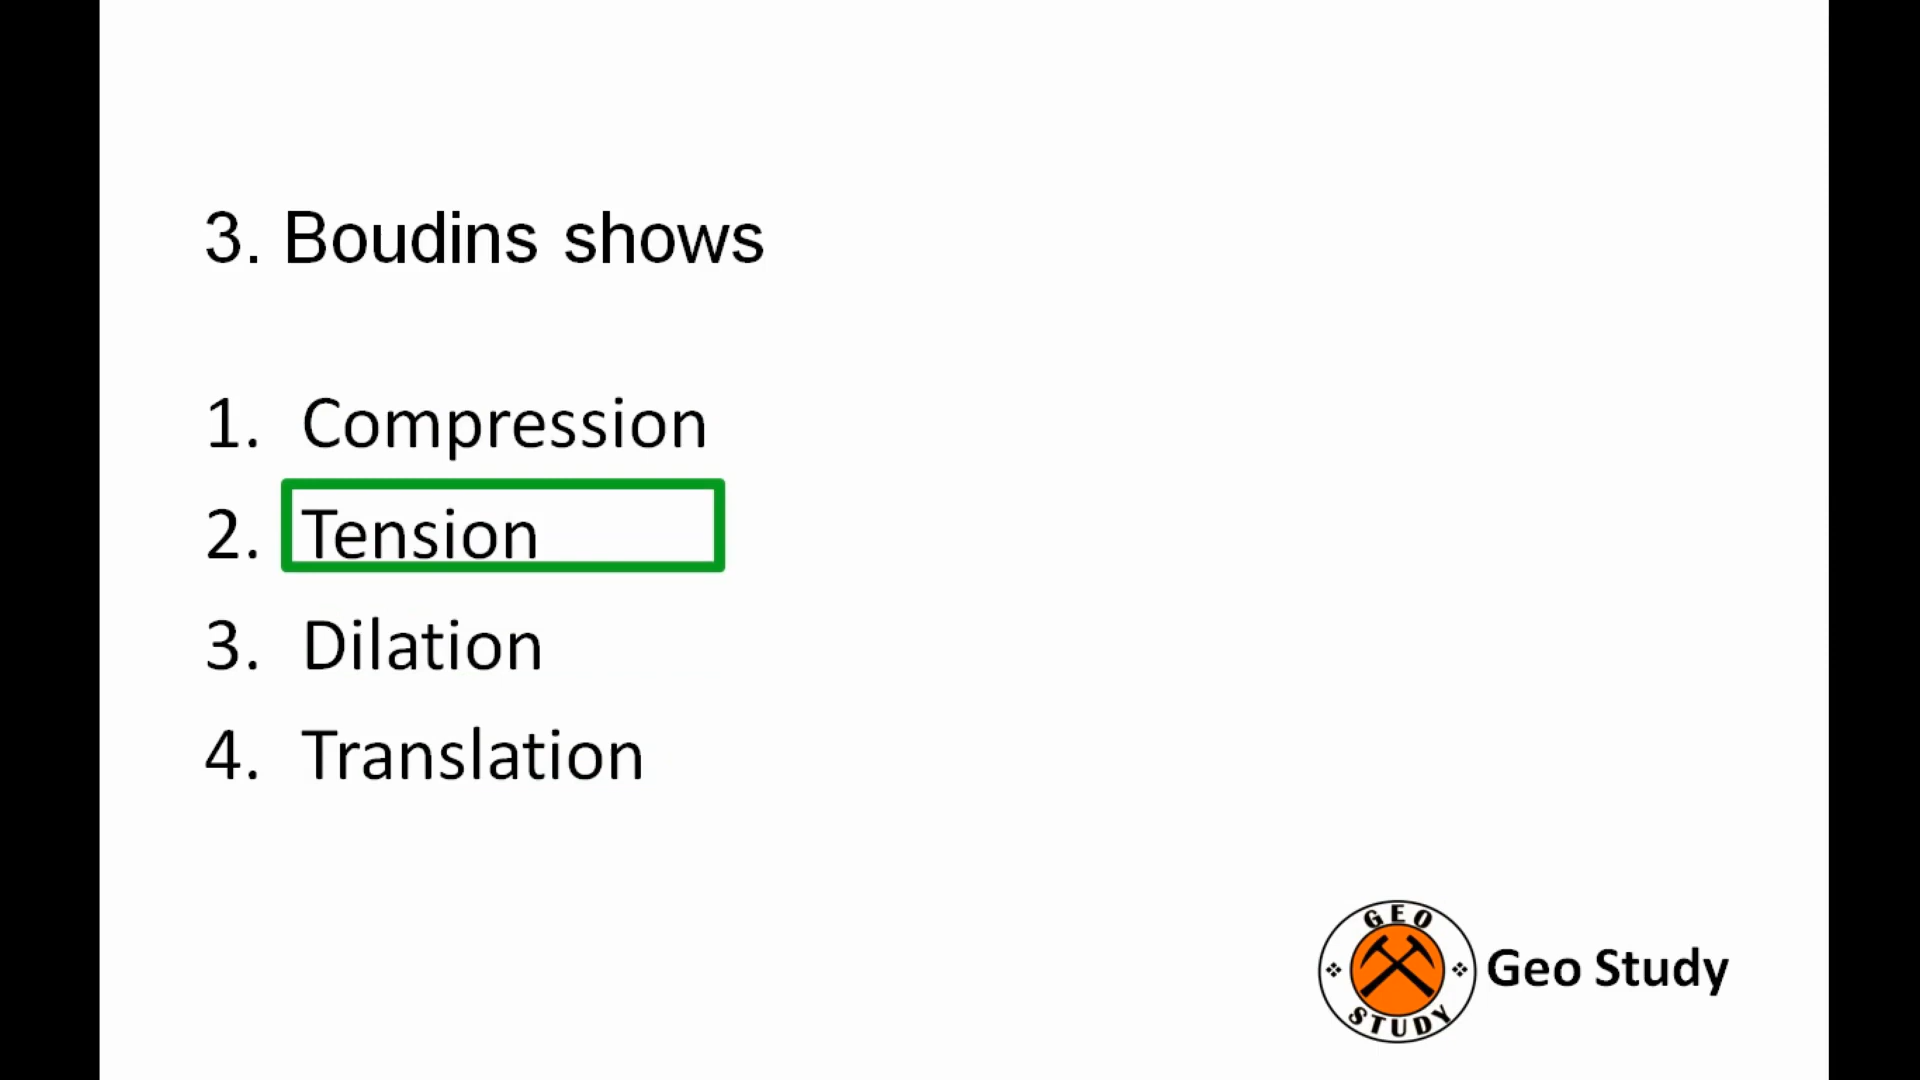 3. Boudins shows
1. Compression
2. Tension
3. Dilation
4. Translation
GEO
STUDY
Geo Study